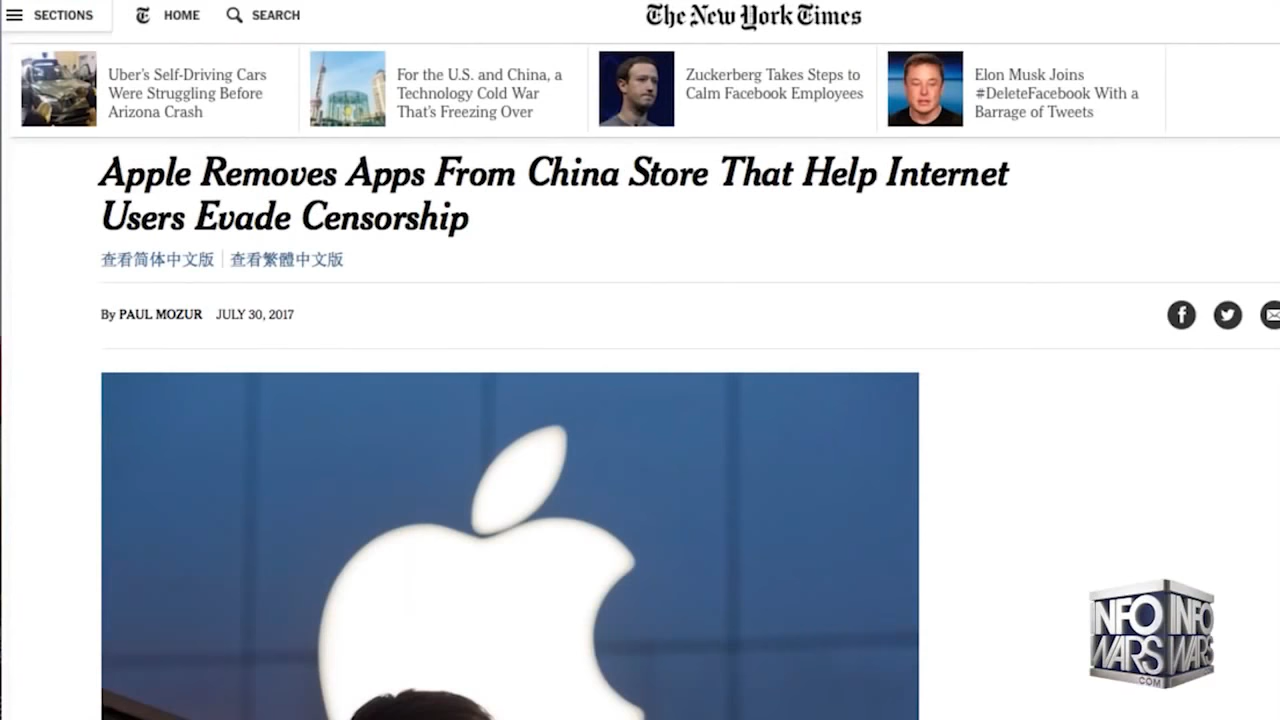 SECTIONS
HOME
SEARCH
The New York Times
Uber's Self-Driving Cars
Were Struggling Before
Arizona Crash
For the U.S. and China, a
Technology Cold War
That's Freezing Over
Zuckerberg Takes Steps to
Calm Facebook Employees
Elon Musk Joins
#DeleteFacebook With a
Barrage of Tweets
Apple Removes Apps From China Store That Help Internet
Users Evade Censorship
查看简体中文版 查看繁體中文版
By PAUL MOZUR JULY 30, 2017
INFO
WARS
.COM
INFO
WARS